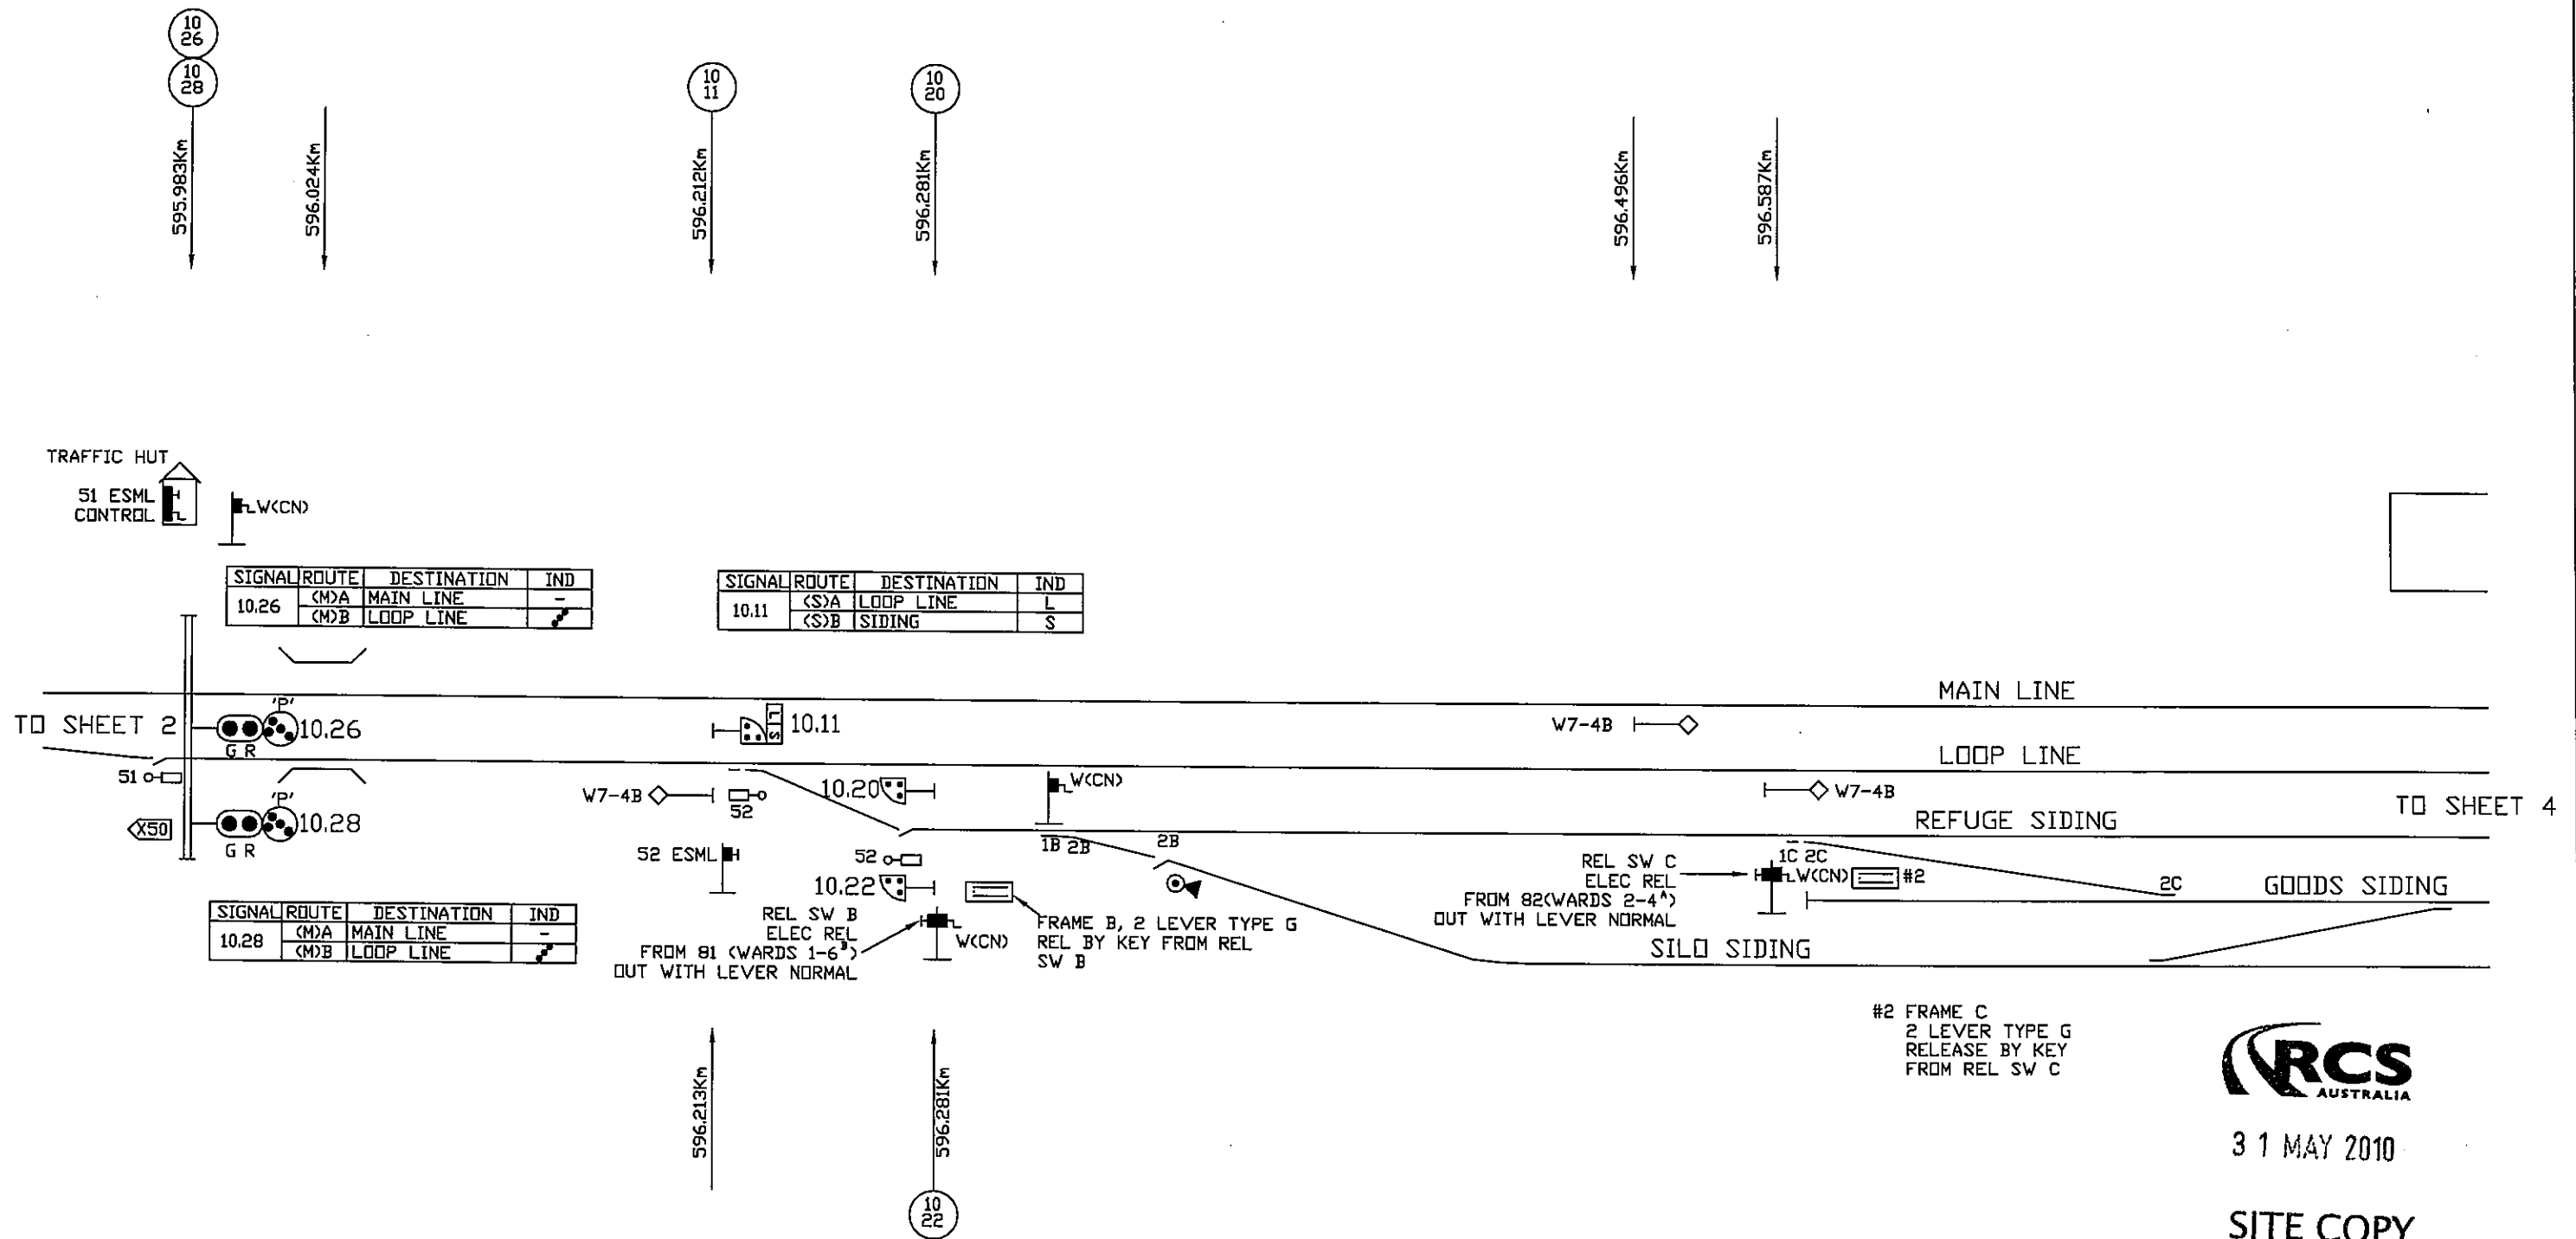 10
26
10
28
10
11
10
20
595.983Km
596.024Km
596.212Km
596.281Km
596.496Km
596.587Km
TRAFFIC HUT
51 ESML
CONTROL
W(CN)
SIGNAL ROUTE DESTINATION IND
10.26 (M)A MAIN LINE -
(M)B LOOP LINE
SIGNAL ROUTE DESTINATION IND
10.11 (S)A LOOP LINE L
(S)B SIDING S
MAIN LINE
TO SHEET 2
'P'
10.26
G R
L
S
10.11
W7-4B
LOOP LINE
51
'P'
10.28
G R
X50
W7-4B
52
10.20
W(CN)
W7-4B
TO SHEET 4
REFUGE SIDING
1B 2B
2B
52 ESML
52
10.22
REL SW C
ELEC REL
FROM 82(WARDS 2-4^)
OUT WITH LEVER NORMAL
1C 2C
W(CN)
#2
2C
GOODS SIDING
SIGNAL ROUTE DESTINATION IND
10.28 (M)A MAIN LINE -
(M)B LOOP LINE
REL SW B
ELEC REL
FROM 81 (WARDS 1-6B)
OUT WITH LEVER NORMAL
W(CN)
FRAME B, 2 LEVER TYPE G
REL BY KEY FROM REL
SW B
SILO SIDING
#2 FRAME C
2 LEVER TYPE G
RELEASE BY KEY
FROM REL SW C
596.213Km
596.281Km
10
22
RCS
AUSTRALIA
3 1 MAY 2010
SITE COPY